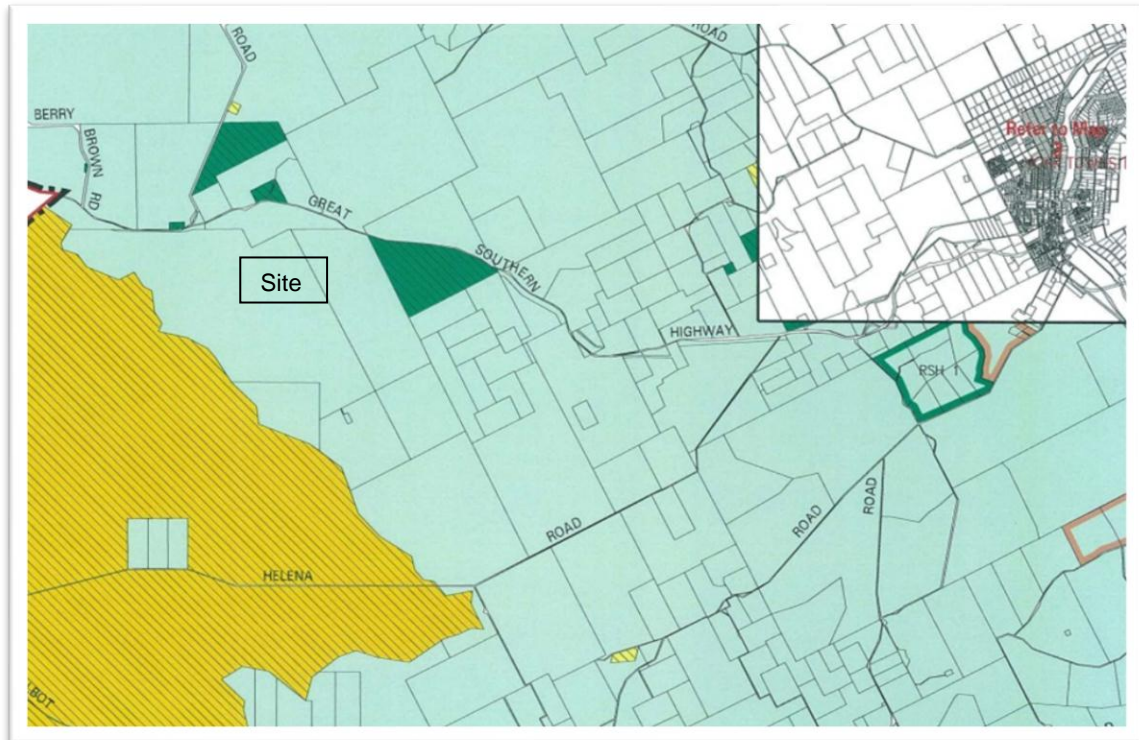 ROAD
ROAD
BERRY
BROWN RD
Refer to Map
GREAT
SOUTHERN
Site
HIGHWAY
RSH 1
ROAD
ROAD
ROAD
HELENA